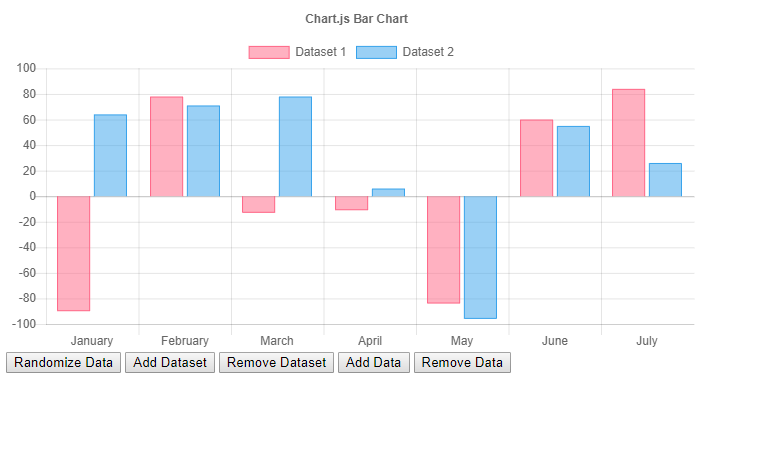 Chart.js Bar Chart
Dataset 1 Dataset 2
100
80
60
40
20
0
-20
-40
-60
-80
-100
January February March April May June July
Randomize Data Add Dataset Remove Dataset Add Data Remove Data